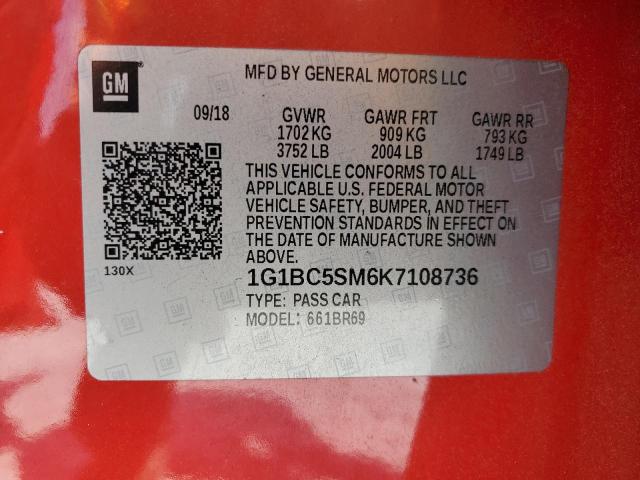 GM
MFD BY GENERAL MOTORS LLC
09/18 GVWR GAWR FRT GAWR RR
1702 KG 909 KG 793 KG
3752 LB 2004 LB 1749 LB
THIS VEHICLE CONFORMS TO ALL
APPLICABLE U.S. FEDERAL MOTOR
VEHICLE SAFETY, BUMPER, AND THEFT
PREVENTION STANDARDS IN EFFECT ON
THE DATE OF MANUFACTURE SHOWN
ABOVE.
130X
1G1BC5SM6K7108736
TYPE: PASS CAR
MODEL: 661BR69